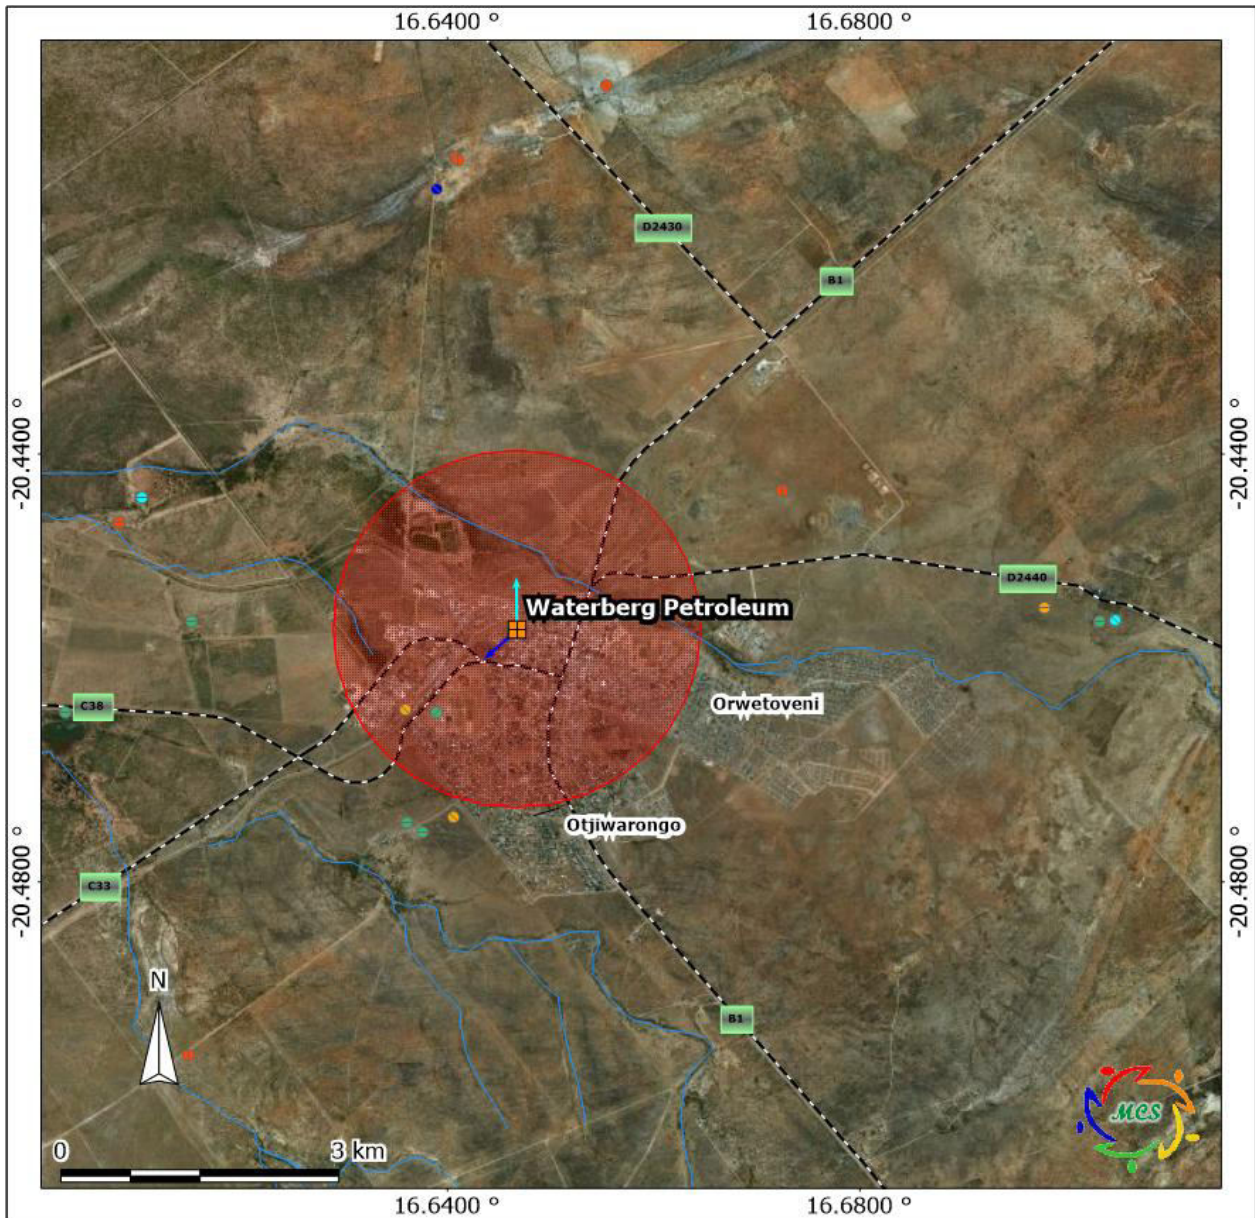 16.6400 °
16.6800 °
-20.4400 °
-20.4400 °
D2430
B1
D2440
Waterberg Petroleum
C38
Orwetoveni
Otjiwarongo
C33
-20.4800 °
-20.4800 °
N
B1
MCS
0
3 km
16.6400 °
16.6800 °